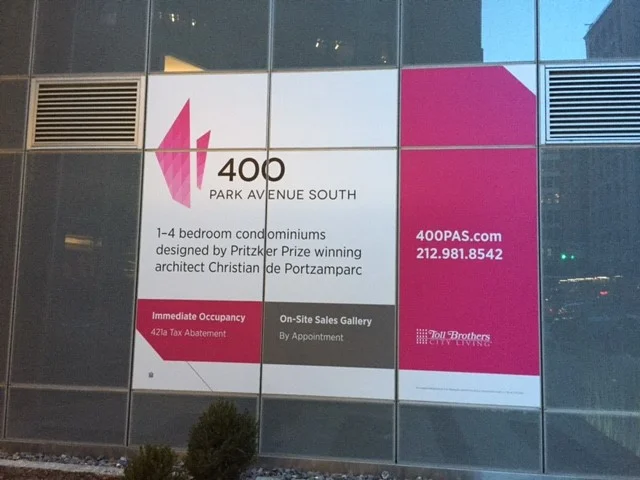 400
PARK AVENUE SOUTH
1–4 bedroom condominiums
designed by Pritzker Prize winning
architect Christian de Portzamparc
Immediate Occupancy
421a Tax Abatement
On-Site Sales Gallery
By Appointment
400PAS.com
212.981.8542
Toll Brothers
CITY LIVING